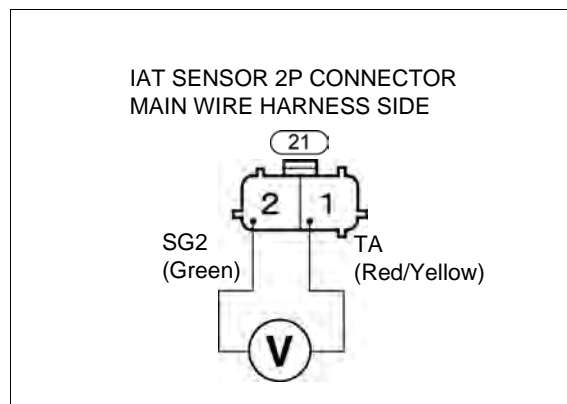 IAT SENSOR 2P CONNECTOR
MAIN WIRE HARNESS SIDE
21
2 1
SG2
(Green)
TA
(Red/Yellow)
V